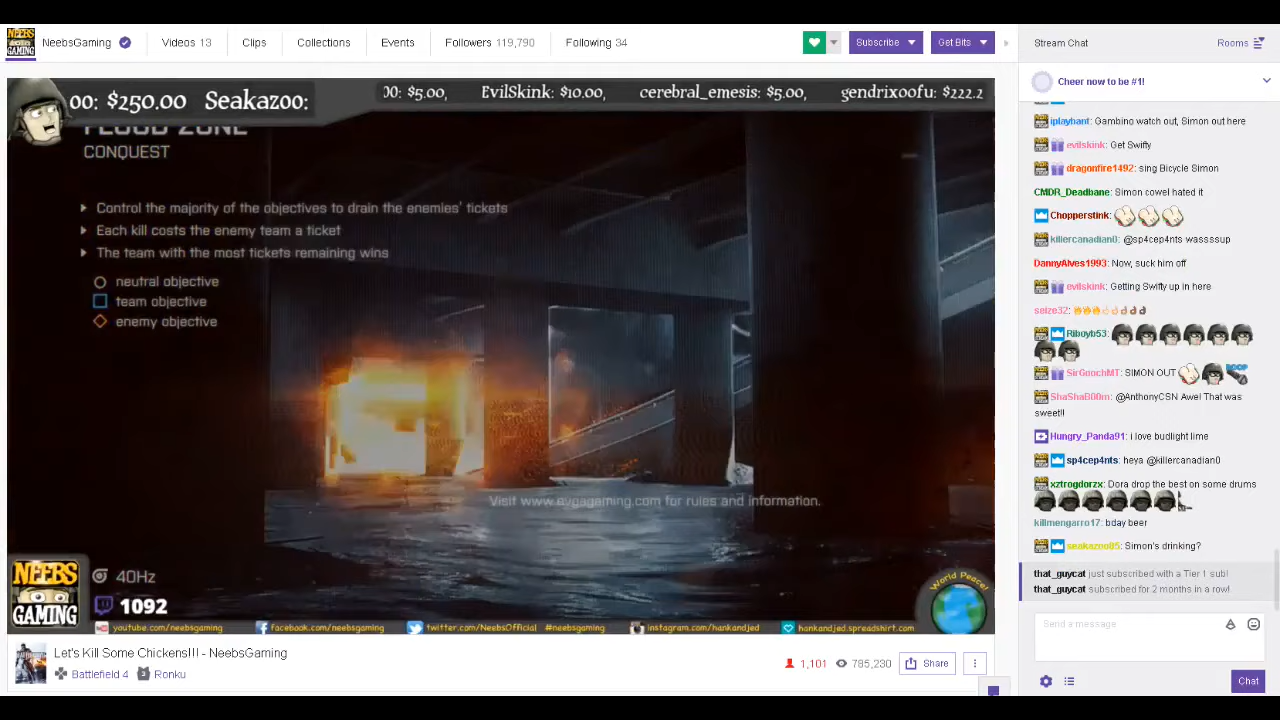 NeebsGaming
Videos 13
Clips
Collections
Events
Followers 119,790
Following 34
Subscribe
Get Bits
Stream Chat
Rooms
NEEBS GAMING
00: $250.00 Seakazoo:
00: $5.00, EvilSkink: $10.00, cerebral_emesis: $5.00, gendrixoofu: $222.2
FLOOD ZONE
CONQUEST
Control the majority of the objectives to drain the enemies' tickets
Each kill costs the enemy team a ticket
The team with the most tickets remaining wins
neutral objective
team objective
enemy objective
Visit www.evgagaming.com for rules and information.
NEEBS
GAMING
40Hz
1092
World Peace!
youtube.com/neebsgaming
facebook.com/neebsgaming
twitter.com/NeebsOfficial #neebsgaming
instagram.com/hankandjed
hankandjed.spreadshirt.com
Let's Kill Some Chickens!!! - NeebsGaming
Battlefield 4
Ronku
1,101
785,230
Share
Cheer now to be #1!
iplaybant: Gambino watch out, Simon out here
evilskink: Get Swifty
dragonfire1492: sing Bicycle Simon
CMDR_Deadbane: Simon cowel hated it
Chopperstink:
killercanadian0: @sp4cep4nts wasssup
DannyAlves1993: Now, suck him off
evilskink: Getting Swifty up in here
seize32:
Riboyb53:
SirGoochMT: SIMON OUT
ShaShaB00m: @AnthonyCSN Awe! That was
sweet!!
Hungry_Panda91: i love budlight lime
sp4cep4nts: heya @killercanadian0
xztrogdorzx: Dora drop the best on some drums
killmengarro17: bday beer
seakazoo85: Simon's drinking?
that_guycat just subscribed with a Tier 1 sub!
that_guycat subscribed for 2 months in a row!
Send a message
Chat